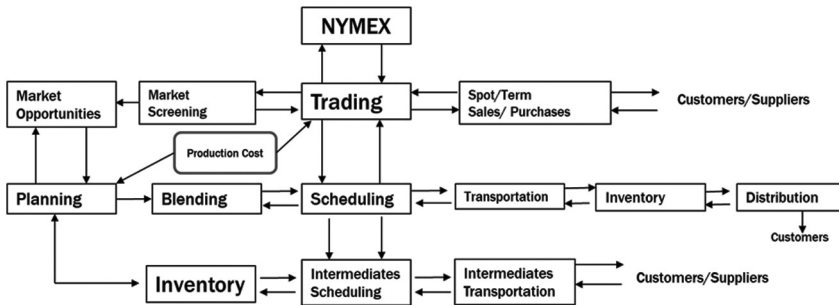 NYMEX
Market
Opportunities
Market
Screening
Trading
Spot/Term
Sales/ Purchases
Customers/Suppliers
Production Cost
Planning
Blending
Scheduling
Transportation
Inventory
Distribution
Customers
Inventory
Intermediates
Scheduling
Intermediates
Transportation
Customers/Suppliers